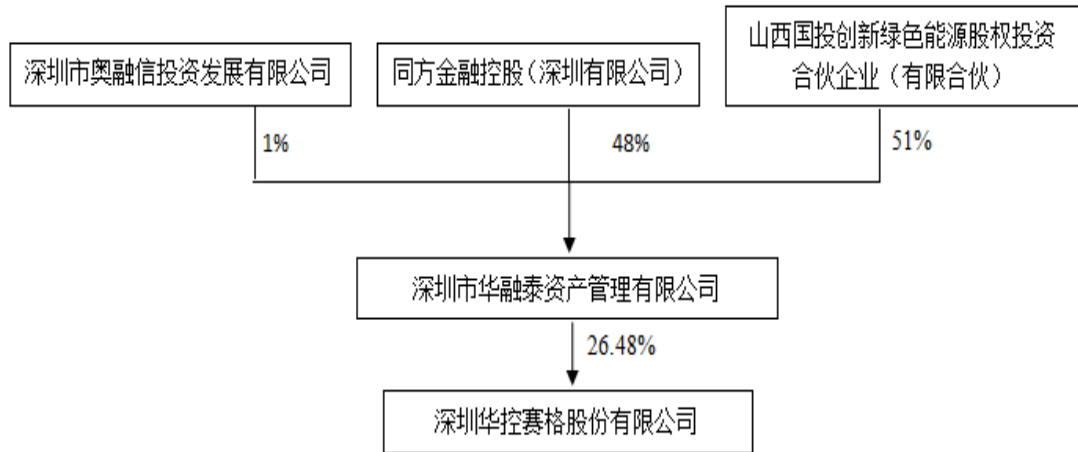 深圳市奥融信投资发展有限公司
同方金融控股（深圳有限公司）
山西国投创新绿色能源股权投资
合伙企业（有限合伙）
1%
48%
51%
深圳市华融泰资产管理有限公司
26.48%
深圳华控赛格股份有限公司